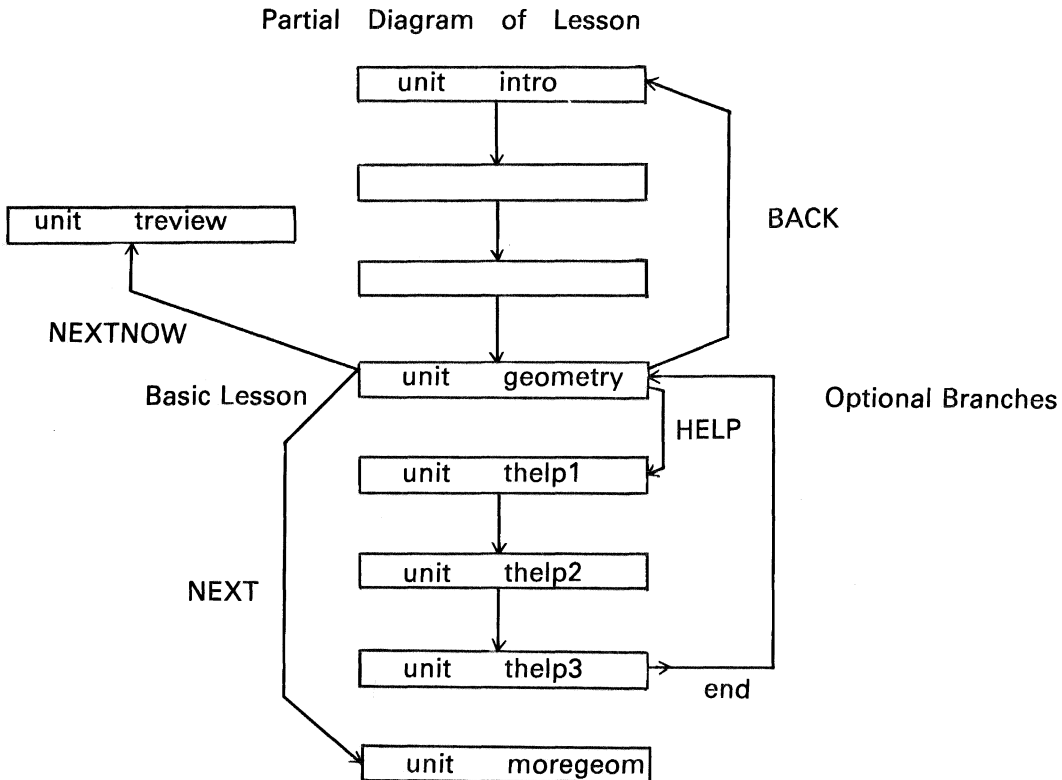 Partial Diagram of Lesson
unit intro
BACK
unit treview
NEXTNOW
unit geometry
Basic Lesson
Optional Branches
HELP
unit thelp1
unit thelp2
NEXT
unit thelp3
end
unit moregeom